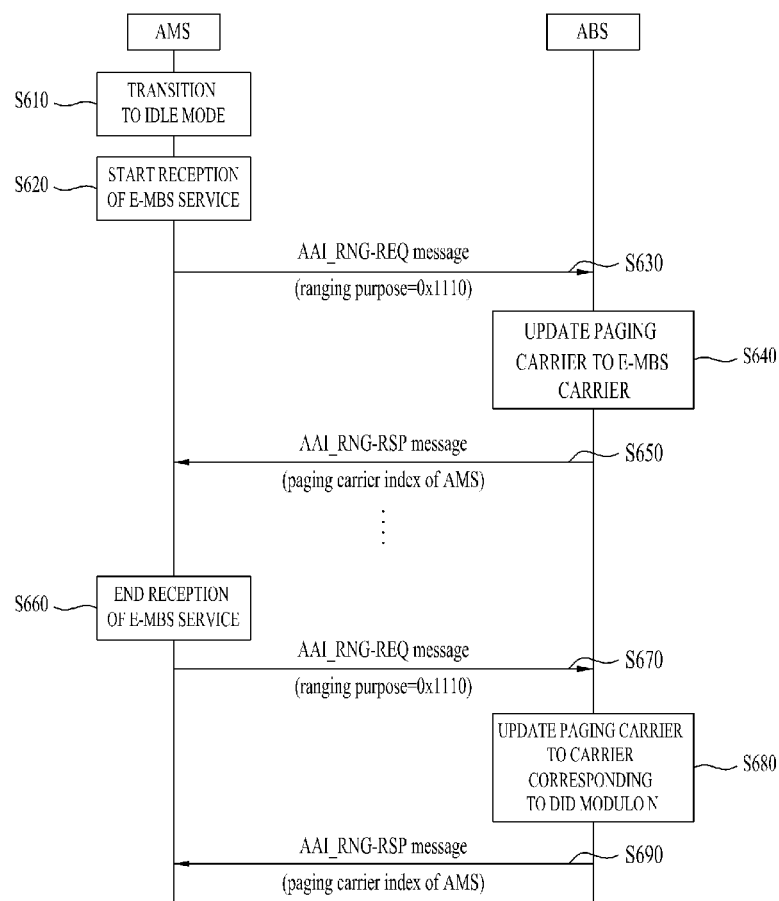 AMS
ABS
S610
TRANSITION
TO IDLE MODE
S620
START RECEPTION
OF E-MBS SERVICE
AAI_RNG-REQ message
(ranging purpose=0x1110)
S630
UPDATE PAGING
CARRIER TO E-MBS
CARRIER
S640
AAI_RNG-RSP message
(paging carrier index of AMS)
S650
S660
END RECEPTION
OF E-MBS SERVICE
AAI_RNG-REQ message
(ranging purpose=0x1110)
S670
UPDATE PAGING CARRIER
TO CARRIER
CORRESPONDING
TO DID MODULO N
S680
AAI_RNG-RSP message
(paging carrier index of AMS)
S690